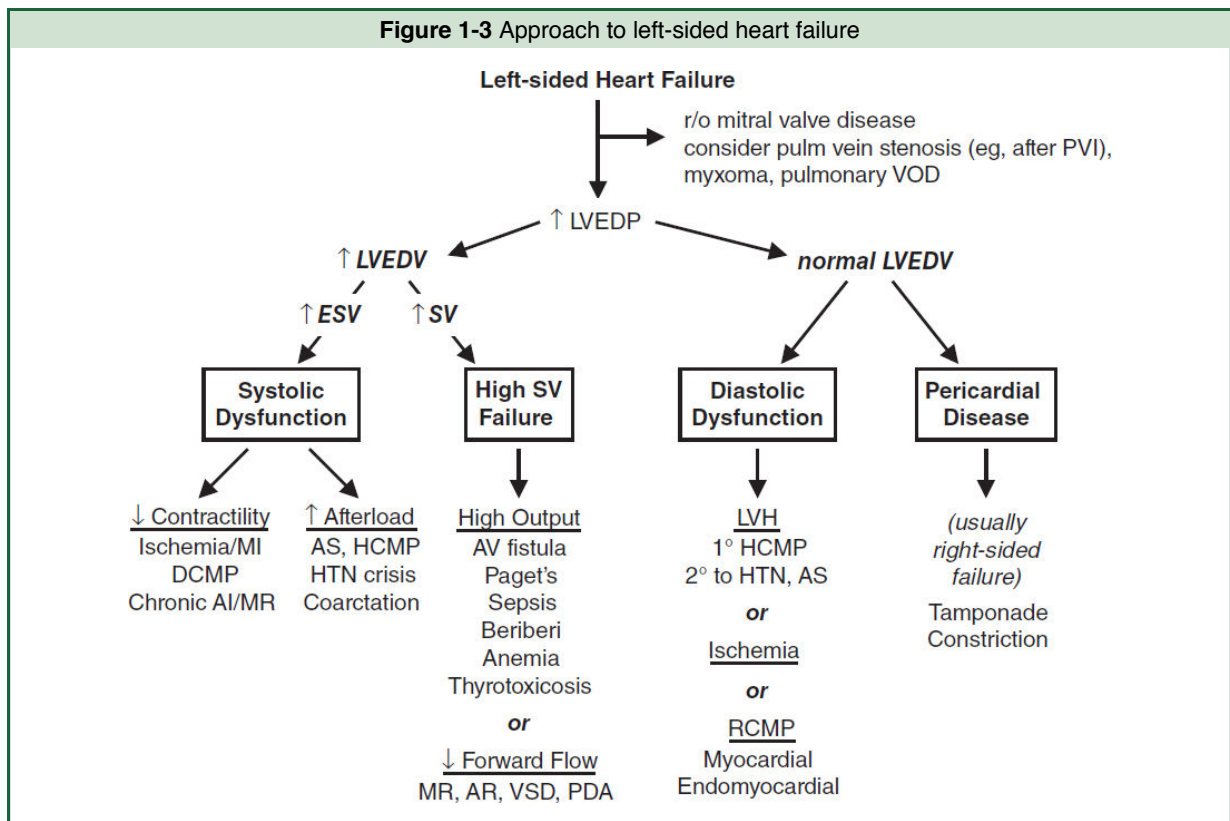 Figure 1-3 Approach to left-sided heart failure
Left-sided Heart Failure
r/o mitral valve disease
consider pulm vein stenosis (eg, after PVI),
myxoma, pulmonary VOD
↑ LVEDP
↑ LVEDV
normal LVEDV
↑ ESV
↑ SV
Systolic
Dysfunction
High SV
Failure
Diastolic
Dysfunction
Pericardial
Disease
↓ Contractility
Ischemia/MI
DCMP
Chronic AI/MR
↑ Afterload
AS, HCMP
HTN crisis
Coarctation
High Output
AV fistula
Paget's
Sepsis
Beriberi
Anemia
Thyrotoxicosis
or
↓ Forward Flow
MR, AR, VSD, PDA
LVH
1° HCMP
2° to HTN, AS
or
Ischemia
or
RCMP
Myocardial
Endomyocardial
(usually
right-sided
failure)
Tamponade
Constriction